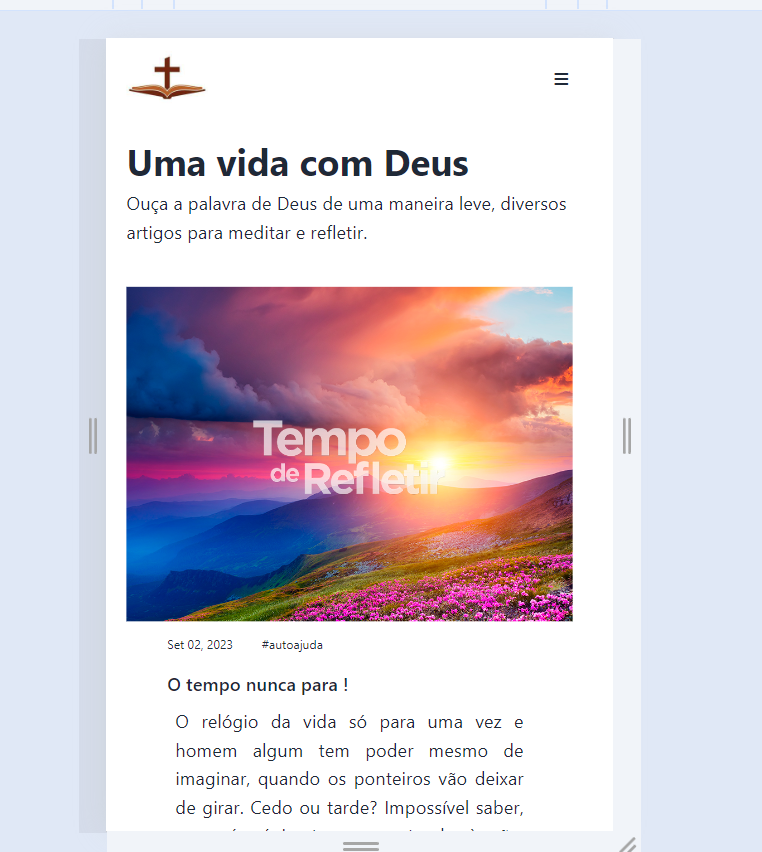 Uma vida com Deus
Ouça a palavra de Deus de uma maneira leve, diversos
artigos para meditar e refletir.
Tempo
de Refletir
Set 02, 2023 #autoajuda
O tempo nunca para !
O relógio da vida só para uma vez e
homem algum tem poder mesmo de
imaginar, quando os ponteiros vão deixar
de girar. Cedo ou tarde? Impossível saber,